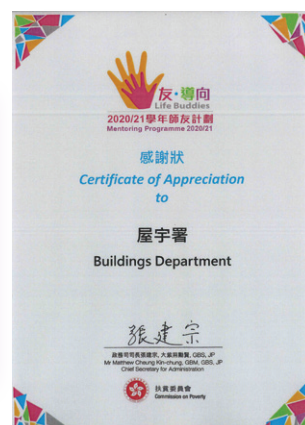 友·導向
Life Buddies
2020/21學年師友計劃
Mentoring Programme 2020/21
感謝狀
Certificate of Appreciation
to
屋宇署
Buildings Department
張建宗
政務司司長張建宗, 大紫荊勳賢, GBS, JP
Mr Matthew Cheung Kin-chung, GBM, GBS, JP
Chief Secretary for Administration
扶貧委員會
Commission on Poverty